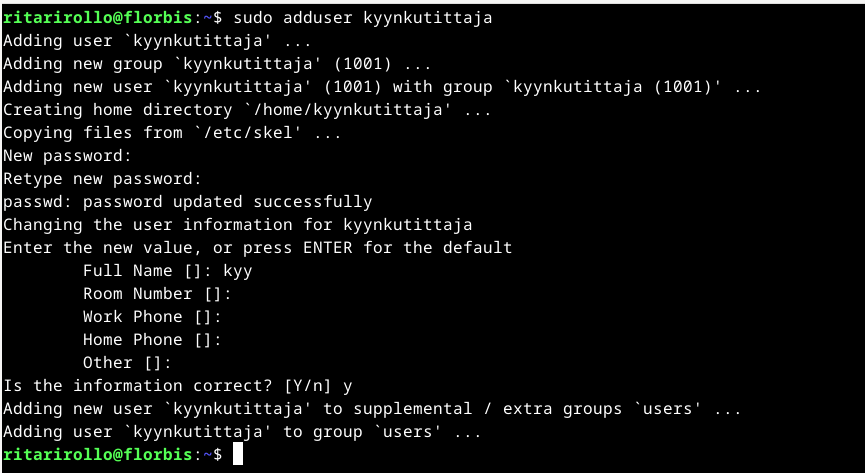 ritarirollo@florbis:~$ sudo adduser kyynkutittaja
Adding user `kyynkutittaja' ...
Adding new group `kyynkutittaja' (1001) ...
Adding new user `kyynkutittaja' (1001) with group `kyynkutittaja (1001)' ...
Creating home directory `/home/kyynkutittaja' ...
Copying files from `/etc/skel' ...
New password:
Retype new password:
passwd: password updated successfully
Changing the user information for kyynkutittaja
Enter the new value, or press ENTER for the default
        Full Name []: kyy
        Room Number []:
        Work Phone []:
        Home Phone []:
        Other []:
Is the information correct? [Y/n] y
Adding new user `kyynkutittaja' to supplemental / extra groups `users' ...
Adding user `kyynkutittaja' to group `users' ...
ritarirollo@florbis:~$